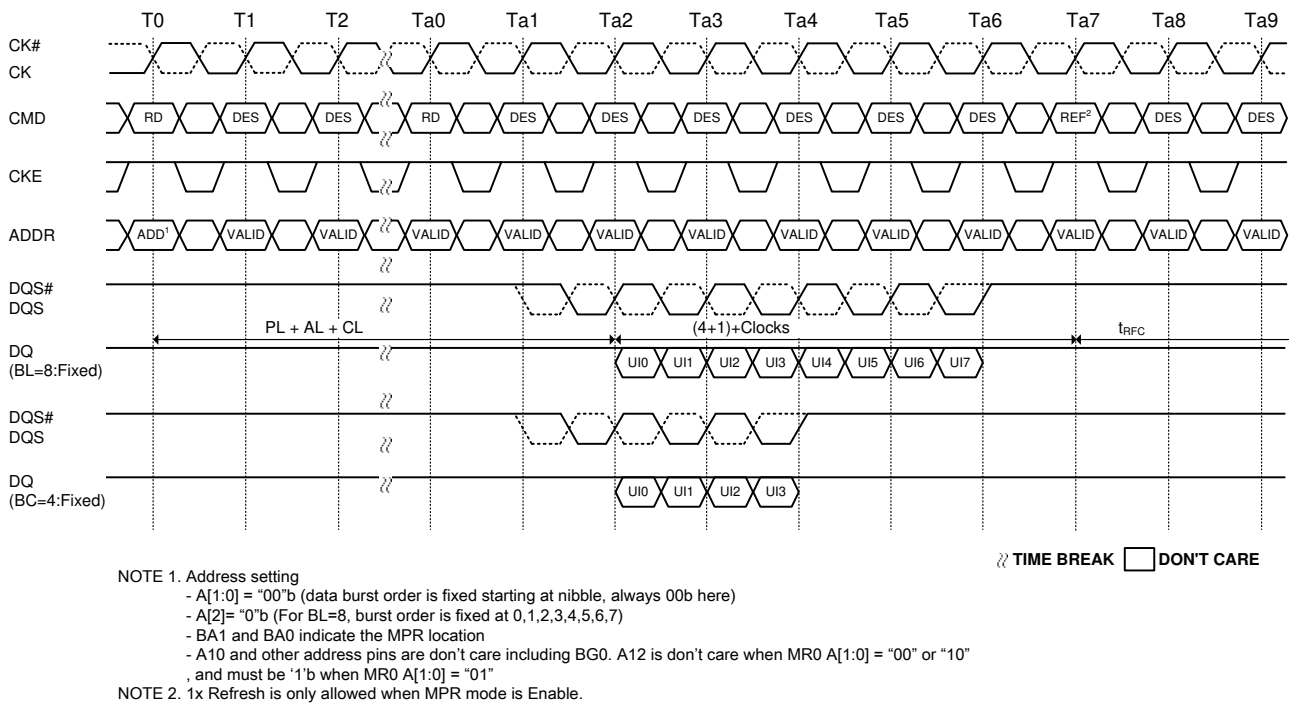 T0 T1 T2 Ta0 Ta1 Ta2 Ta3 Ta4 Ta5 Ta6 Ta7 Ta8 Ta9
CK#
CK
CMD RD DES DES RD DES DES DES DES DES DES REF² DES DES
CKE
ADDR ADD¹ VALID VALID VALID VALID VALID VALID VALID VALID VALID VALID VALID VALID
DQS#
DQS
PL + AL + CL (4+1)+Clocks tRFC
DQ
(BL=8:Fixed) UI0 UI1 UI2 UI3 UI4 UI5 UI6 UI7
DQS#
DQS
DQ
(BC=4:Fixed) UI0 UI1 UI2 UI3
TIME BREAK DON'T CARE
NOTE 1. Address setting
- A[1:0] = “00”b (data burst order is fixed starting at nibble, always 00b here)
- A[2]= “0”b (For BL=8, burst order is fixed at 0,1,2,3,4,5,6,7)
- BA1 and BA0 indicate the MPR location
- A10 and other address pins are don’t care including BG0. A12 is don’t care when MR0 A[1:0] = “00” or “10”
, and must be ‘1’b when MR0 A[1:0] = “01”
NOTE 2. 1x Refresh is only allowed when MPR mode is Enable.